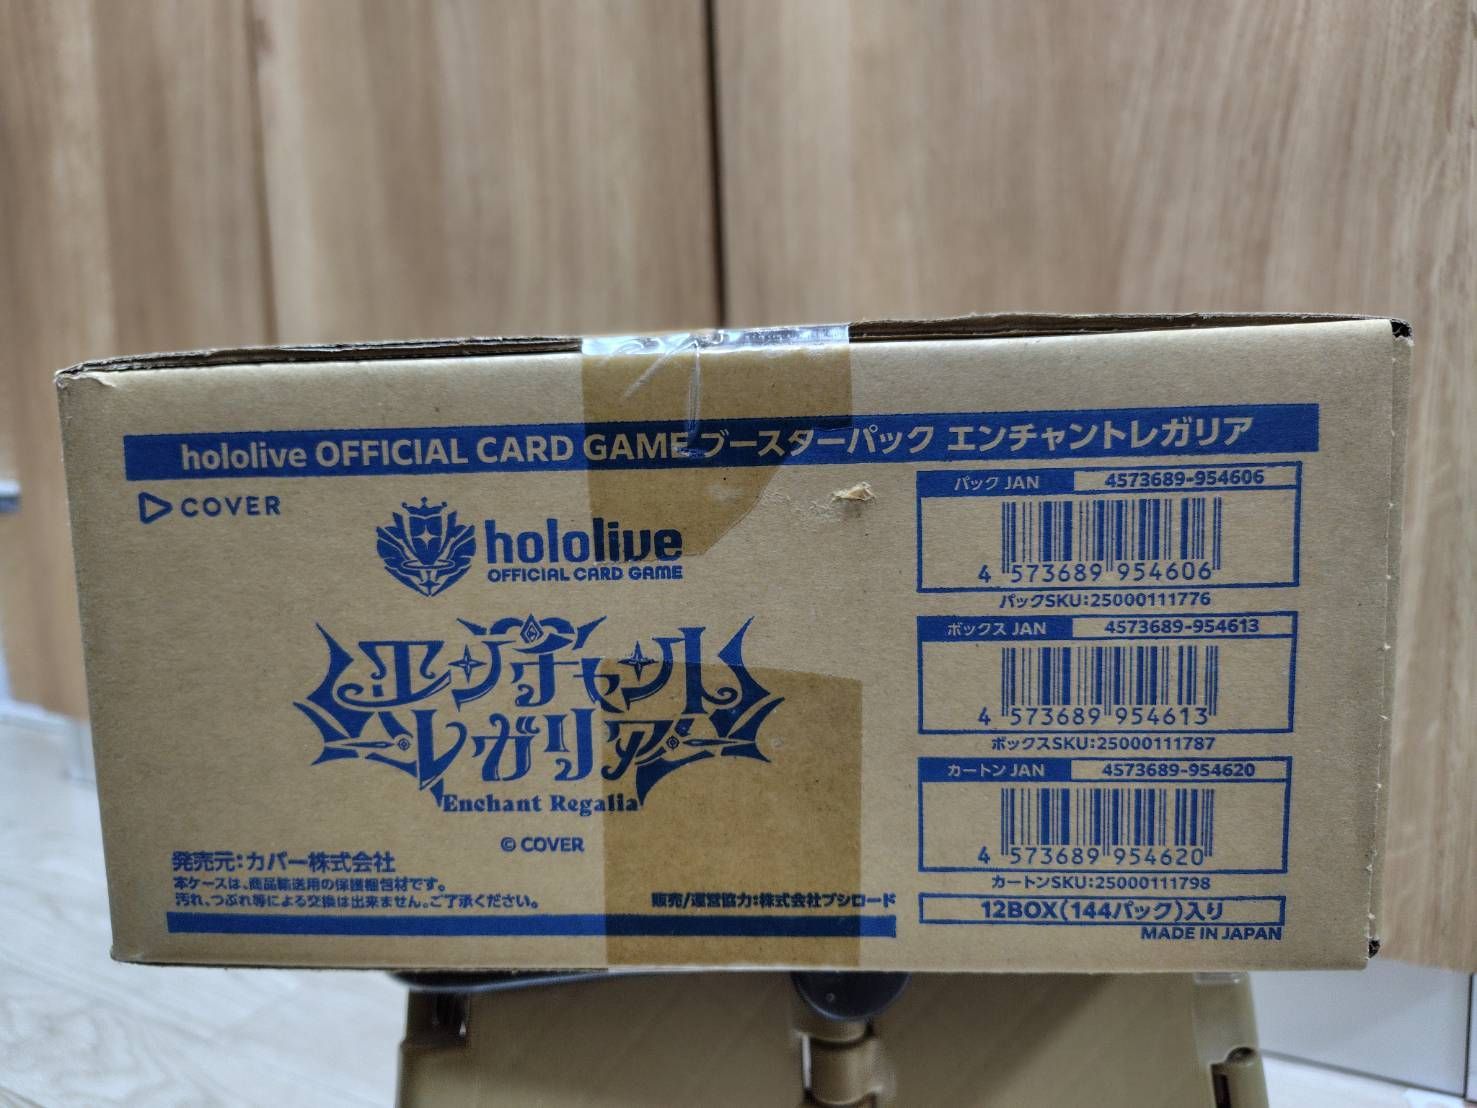 hololive OFFICIAL CARD GAME ブースターパック エンチャントレガリア
COVER
hololive
OFFICIAL CARD GAME
エンチャント
レガリア
Enchant Regalia
© COVER
発売元：カバー株式会社
本ケースは、商品輸送用の保護梱包材です。
汚れ、つぶれ等による交換は出来ません。ご了承ください。
販売/運営協力：株式会社ブシロード
パック JAN 4573689-954606
4 573689 954606
パックSKU：25000111776
ボックス JAN 4573689-954613
4 573689 954613
ボックスSKU：25000111787
カートン JAN 4573689-954620
4 573689 954620
カートンSKU：25000111798
12BOX(144パック)入り
MADE IN JAPAN